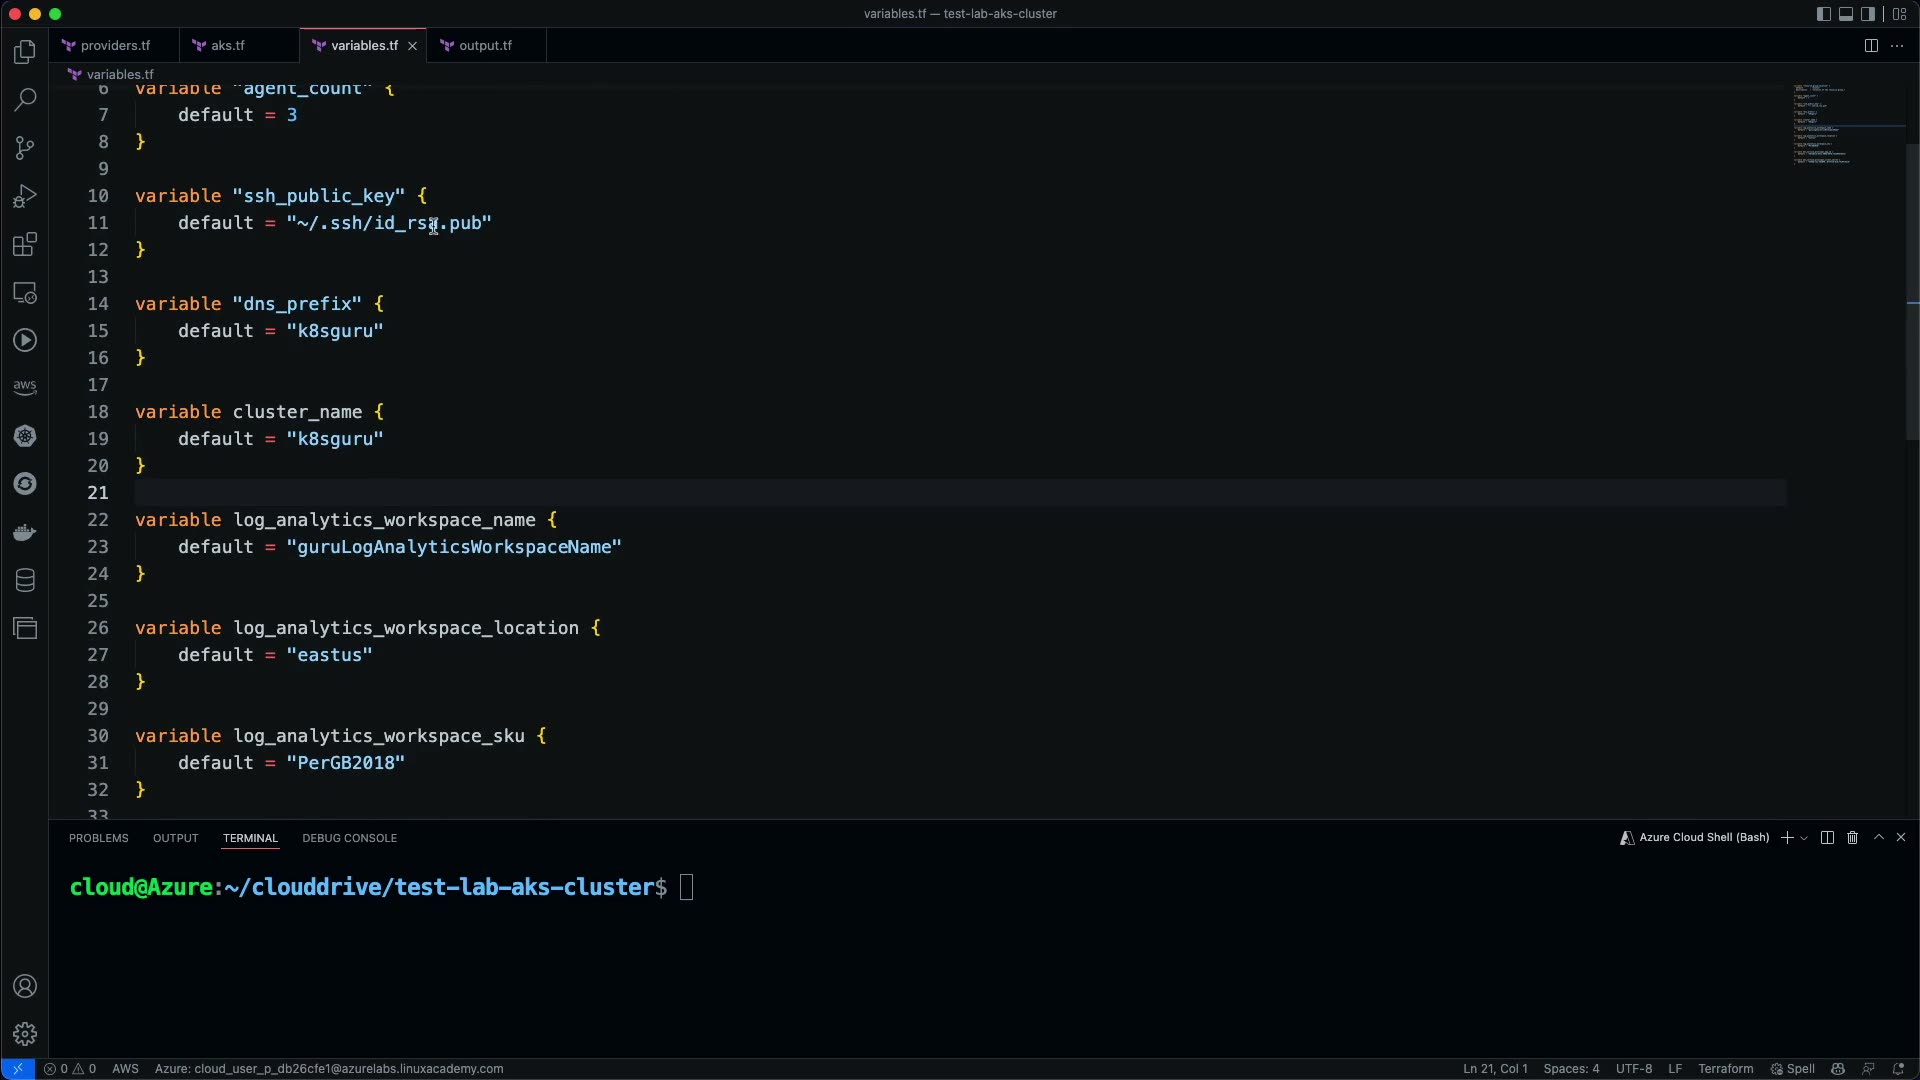 variables.tf — test-lab-aks-cluster
providers.tf
aks.tf
variables.tf
output.tf
variables.tf
6 variable "agent_count" {
7 default = 3
8 }
9
10 variable "ssh_public_key" {
11 default = "~/.ssh/id_rsa.pub"
12 }
13
14 variable "dns_prefix" {
15 default = "k8sguru"
16 }
17
18 variable cluster_name {
19 default = "k8sguru"
20 }
21
22 variable log_analytics_workspace_name {
23 default = "guruLogAnalyticsWorkspaceName"
24 }
25
26 variable log_analytics_workspace_location {
27 default = "eastus"
28 }
29
30 variable log_analytics_workspace_sku {
31 default = "PerGB2018"
32 }
33
aws
PROBLEMS OUTPUT TERMINAL DEBUG CONSOLE
Azure Cloud Shell (Bash)
cloud@Azure:~/clouddrive/test-lab-aks-cluster$
0 0 AWS Azure: cloud_user_p_db26cfe1@azurelabs.linuxacademy.com
Ln 21, Col 1 Spaces: 4 UTF-8 LF Terraform Spell